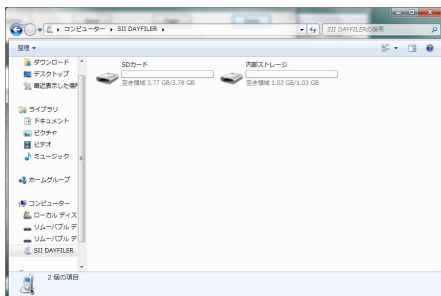 コンピューター ▸ SII DAYFILER ▸
SII DAYFILERの検索
整理 ▾
ダウンロード
デスクトップ
最近表示した場所
ライブラリ
ドキュメント
ピクチャ
ビデオ
ミュージック
ホームグループ
コンピューター
ローカル ディス
リムーバブル デ
リムーバブル デ
SII DAYFILER
SDカード
空き領域 3.77 GB/3.78 GB
内部ストレージ
空き領域 1.03 GB/1.03 GB
2 個の項目